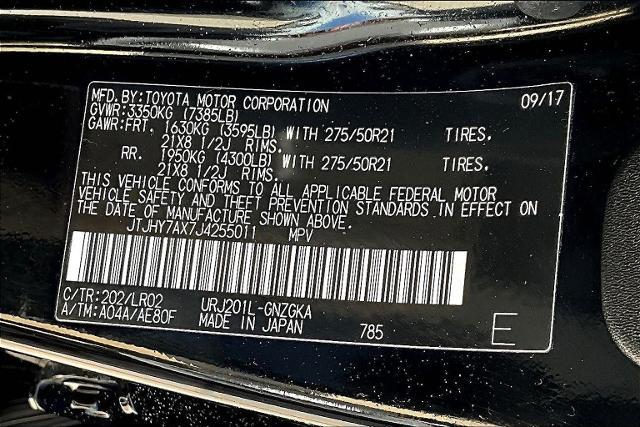 MFD.BY:TOYOTA MOTOR CORPORATION 09/17
GVWR:3350KG (7385LB)
GAWR:FRT. 1630KG (3595LB) WITH 275/50R21 TIRES.
21X8 1/2J RIMS.
RR. 1950KG (4300LB) WITH 275/50R21 TIRES.
21X8 1/2J RIMS.
THIS VEHICLE CONFORMS TO ALL APPLICABLE FEDERAL MOTOR
VEHICLE SAFETY AND THEFT PREVENTION STANDARDS IN EFFECT ON
THE DATE OF MANUFACTURE SHOWN ABOVE.
JTJHY7AX7J4255011 MPV
C/TR:202/LR02 URJ201L-GNZGKA
A/TM:A04A/AE80F MADE IN JAPAN 785 E